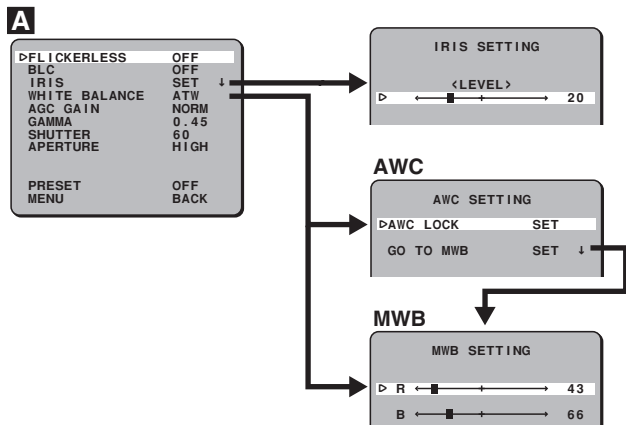 A
▷FLICKERLESS OFF
BLC OFF
IRIS SET ↓
WHITE BALANCE ATW
AGC GAIN NORM
GAMMA 0.45
SHUTTER 60
APERTURE HIGH
PRESET OFF
MENU BACK
IRIS SETTING
<LEVEL>
▷ ←■+→ 20
AWC
AWC SETTING
▷AWC LOCK SET
GO TO MWB SET ↓
MWB
MWB SETTING
▷ R ←■+→ 43
B ←■+→ 66